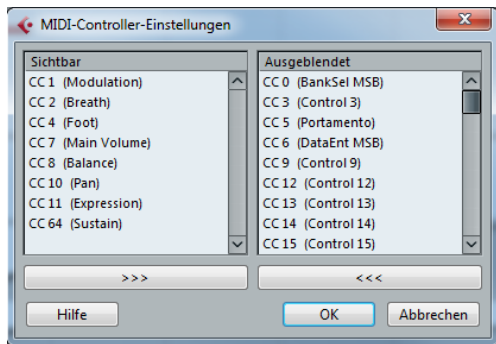 MIDI-Controller-Einstellungen
Sichtbar
CC 1 (Modulation)
CC 2 (Breath)
CC 4 (Foot)
CC 7 (Main Volume)
CC 8 (Balance)
CC 10 (Pan)
CC 11 (Expression)
CC 64 (Sustain)
>>>
Ausgeblendet
CC 0 (BankSel MSB)
CC 3 (Control 3)
CC 5 (Portamento)
CC 6 (DataEnt MSB)
CC 9 (Control 9)
CC 12 (Control 12)
CC 13 (Control 13)
CC 14 (Control 14)
CC 15 (Control 15)
<<<
Hilfe
OK
Abbrechen